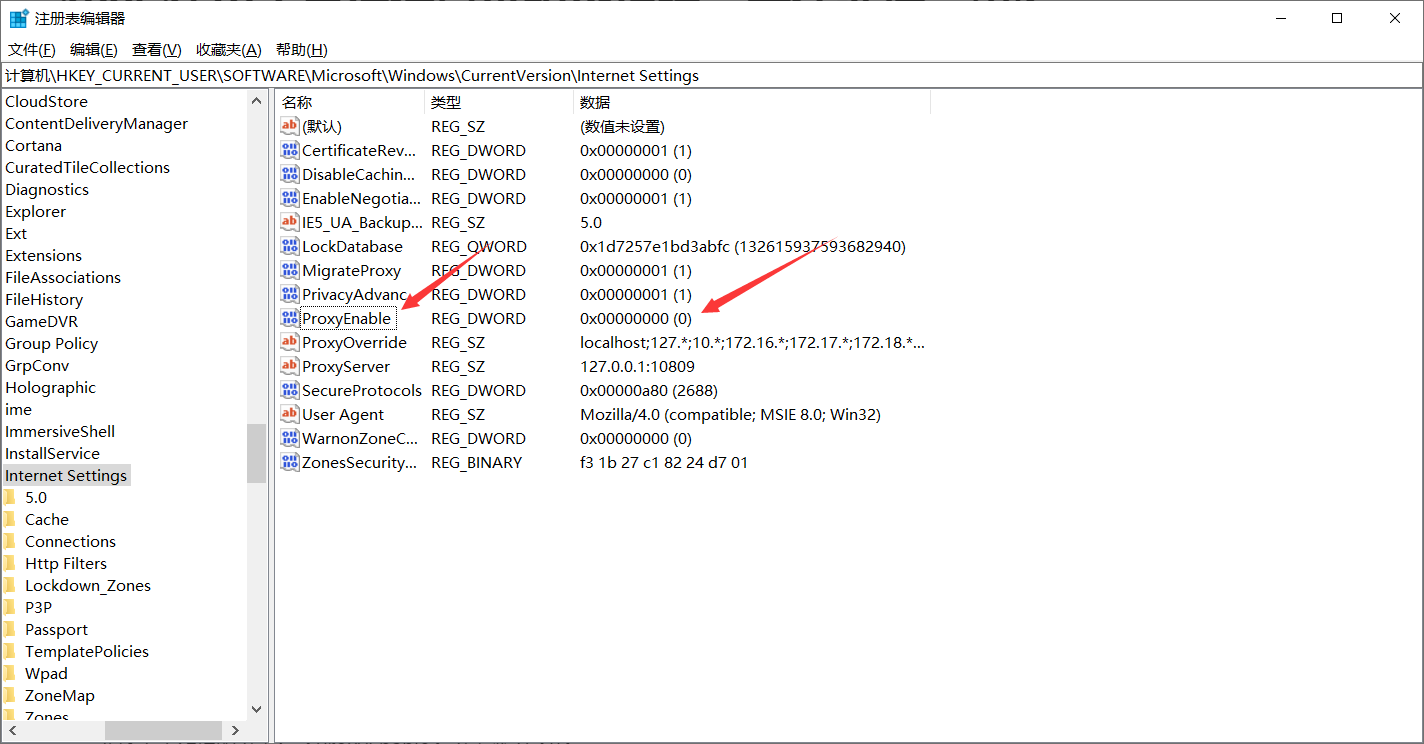 注册表编辑器
文件(F) 编辑(E) 查看(V) 收藏夹(A) 帮助(H)
计算机\HKEY_CURRENT_USER\SOFTWARE\Microsoft\Windows\CurrentVersion\Internet Settings
CloudStore
ContentDeliveryManager
Cortana
CuratedTileCollections
Diagnostics
Explorer
Ext
Extensions
FileAssociations
FileHistory
GameDVR
Group Policy
GrpConv
Holographic
ime
ImmersiveShell
InstallService
Internet Settings
5.0
Cache
Connections
Http Filters
Lockdown_Zones
P3P
Passport
TemplatePolicies
Wpad
ZoneMap
Zones
名称 类型 数据
(默认) REG_SZ (数值未设置)
CertificateRev... REG_DWORD 0x00000001 (1)
DisableCachin... REG_DWORD 0x00000000 (0)
EnableNegotia... REG_DWORD 0x00000001 (1)
IE5_UA_Backup... REG_SZ 5.0
LockDatabase REG_QWORD 0x1d7257e1bd3abfc (132615937593682940)
MigrateProxy REG_DWORD 0x00000001 (1)
PrivacyAdvanc REG_DWORD 0x00000001 (1)
ProxyEnable REG_DWORD 0x00000000 (0)
ProxyOverride REG_SZ localhost;127.*;10.*;172.16.*;172.17.*;172.18.*...
ProxyServer REG_SZ 127.0.0.1:10809
SecureProtocols REG_DWORD 0x00000a80 (2688)
User Agent REG_SZ Mozilla/4.0 (compatible; MSIE 8.0; Win32)
WarnonZoneC... REG_DWORD 0x00000000 (0)
ZonesSecurity... REG_BINARY f3 1b 27 c1 82 24 d7 01